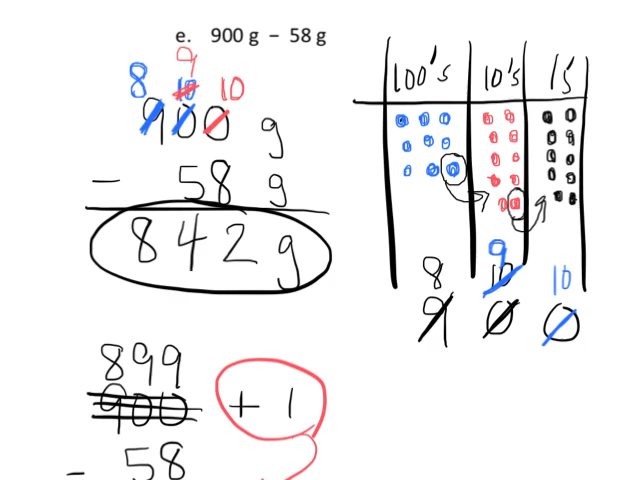 e. 900 g – 58 g
9
8 10 10
900 g
– 58 g
842 g
100's 10's 1's
9
8 10 10
9 0 0
899
900 + 1
– 58